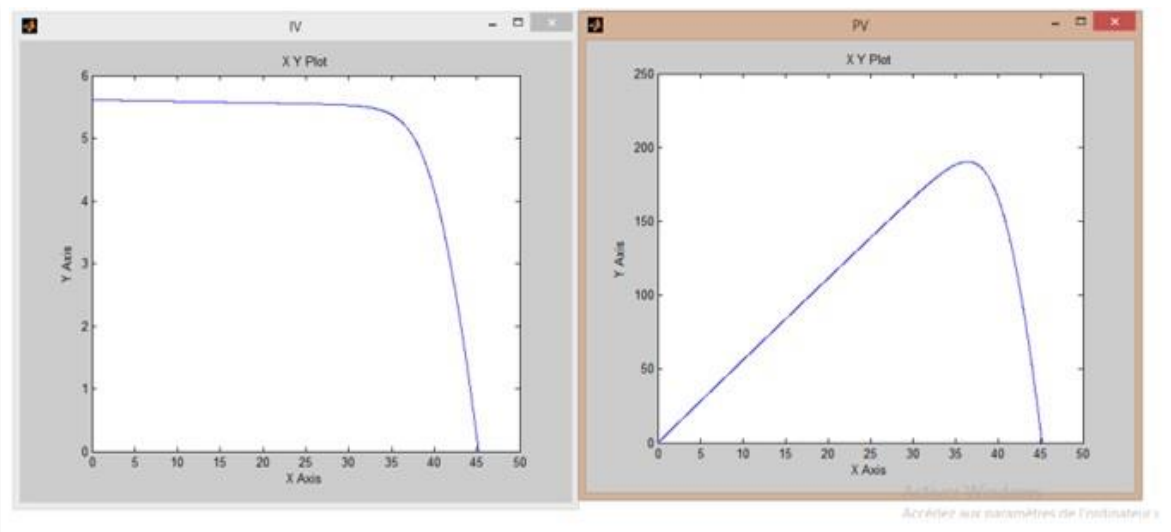 IV
X Y Plot
6
5
4
3
2
1
0
Y Axis
0 5 10 15 20 25 30 35 40 45 50
X Axis
PV
X Y Plot
250
200
150
100
50
0
Y Axis
0 5 10 15 20 25 30 35 40 45 50
X Axis
Activer Windows
Accédez aux paramètres de l'ordinateur